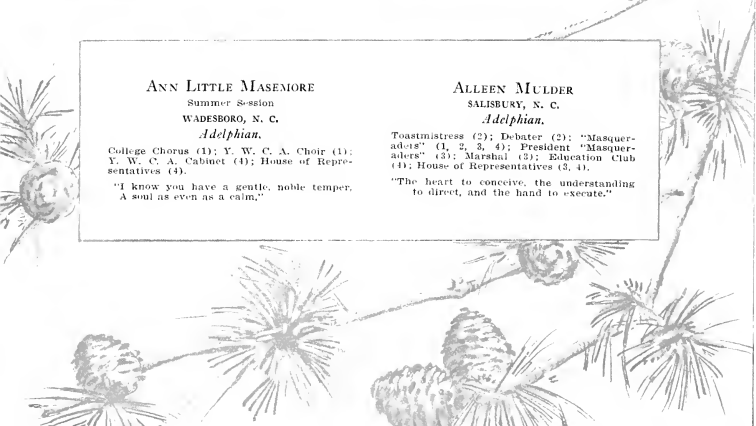 ANN LITTLE MASEMORE
Summer Session
WADESBORO, N. C.
Adelphian.
College Chorus (1); Y. W. C. A. Choir (1);
Y. W. C. A. Cabinet (4); House of Repre-
sentatives (4).
"I know you have a gentle, noble temper,
A soul as even as a calm,"
ALLEEN MULDER
SALISBURY, N. C.
Adelphian.
Toastmistress (2); Debater (2); "Masquer-
aders" (1, 2, 3, 4); President "Masquer-
aders" (3); Marshal (3); Education Club
(4); House of Representatives (3, 4).
"The heart to conceive, the understanding
to direct, and the hand to execute."